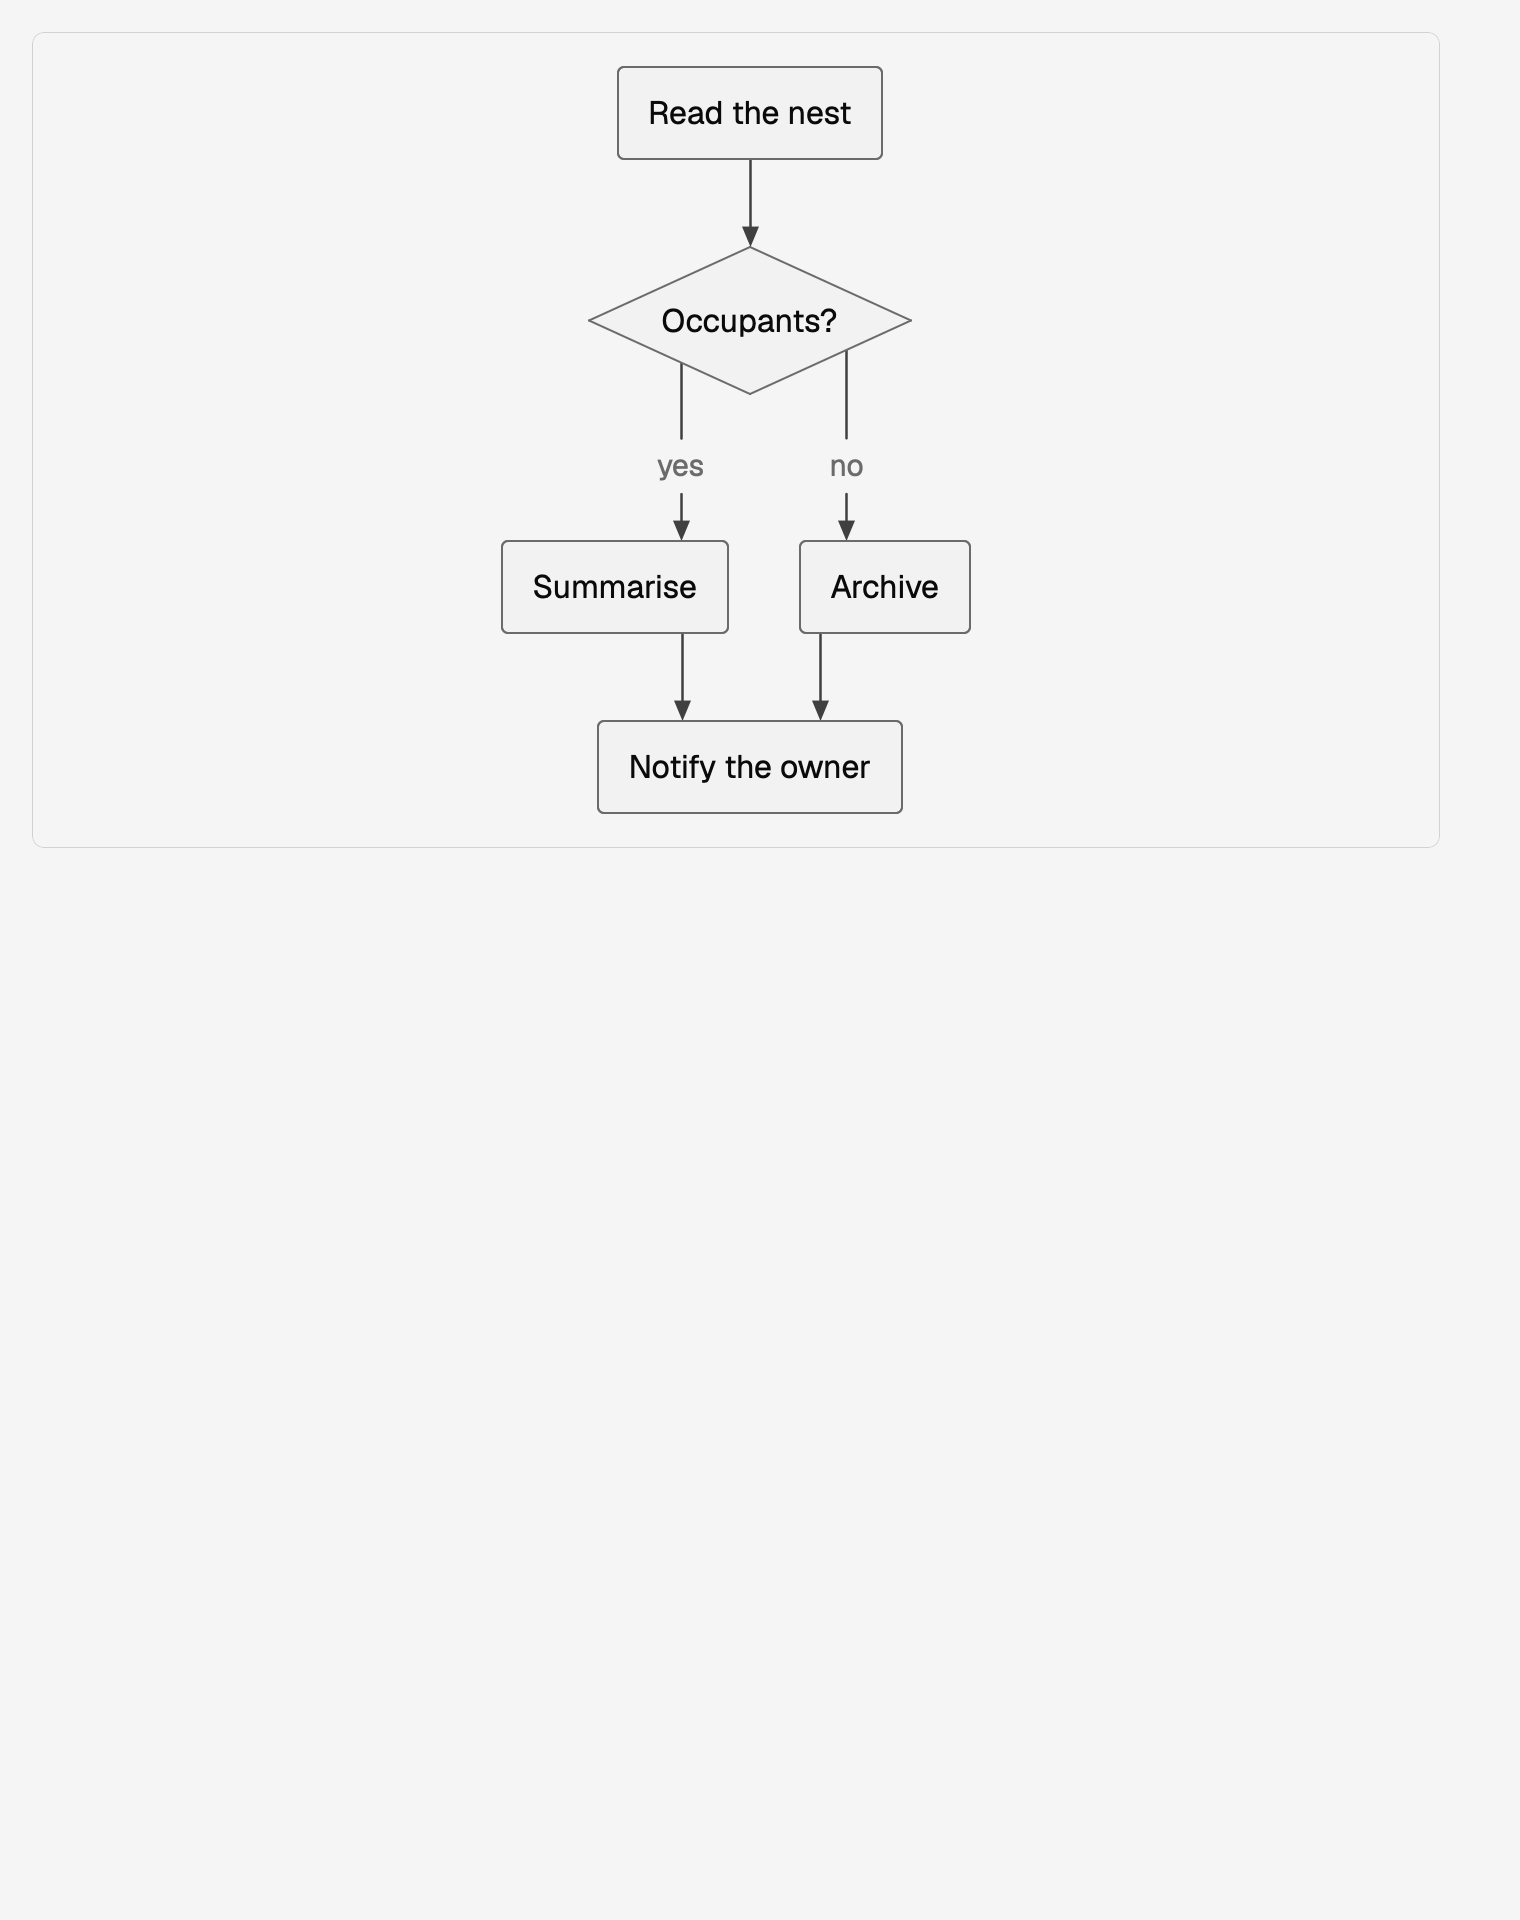 Read the nest
Occupants?
yes
no
Summarise
Archive
Notify the owner